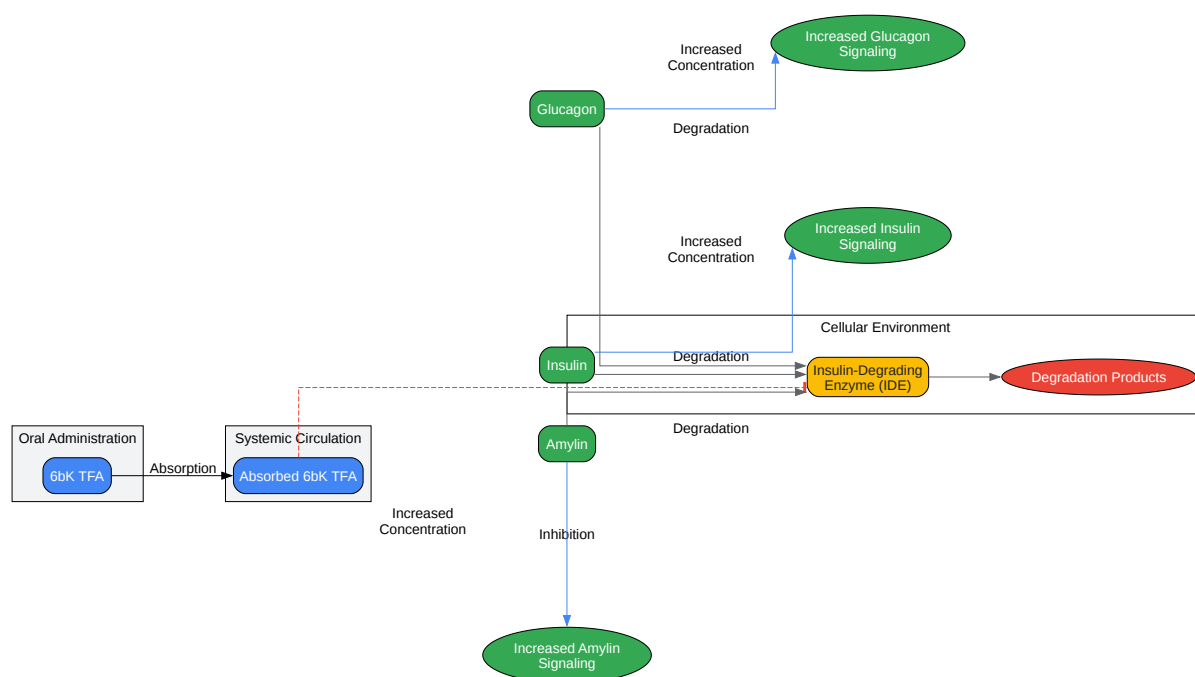 Increased Glucagon
Signaling
Increased
Concentration
Glucagon
Degradation
Increased Insulin
Signaling
Increased
Concentration
Cellular Environment
Insulin
Degradation
Insulin-Degrading
Enzyme (IDE)
Degradation Products
Oral Administration
Systemic Circulation
Amylin
Degradation
6bK TFA
Absorption
Absorbed 6bK TFA
Increased
Concentration
Inhibition
Increased Amylin
Signaling